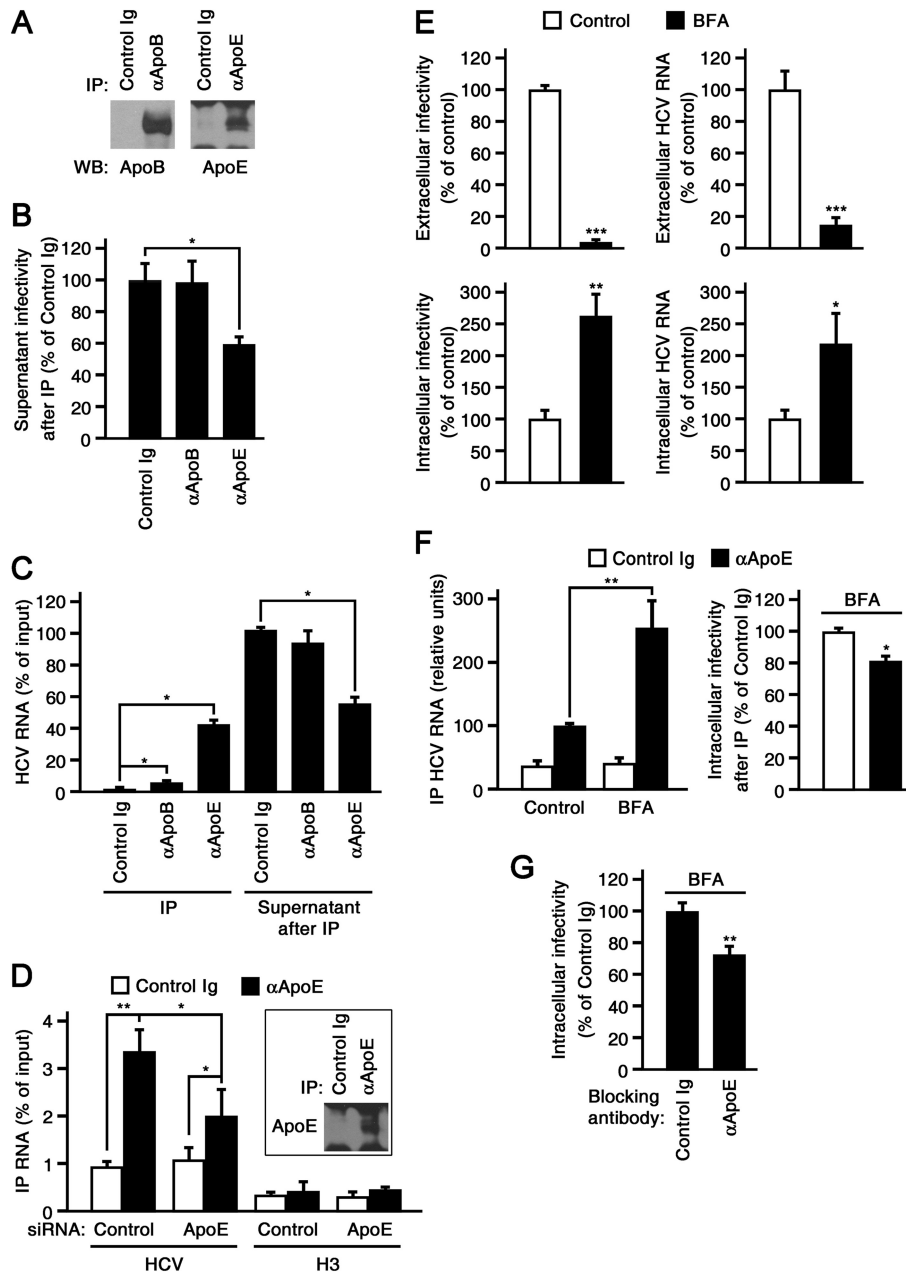 A
IP:
Control Ig
αApoB
Control Ig
αApoE
WB: ApoB ApoE
B
Supernatant infectivity
after IP (% of Control Ig)
120
100
80
60
40
20
0
*
Control Ig
αApoB
αApoE
C
HCV RNA (% of input)
120
100
80
60
40
20
0
*
*
*
Control Ig
αApoB
αApoE
Control Ig
αApoB
αApoE
IP
Supernatant
after IP
D
Control Ig αApoE
IP RNA (% of input)
4
3
2
1
0
**
*
*
IP:
Control Ig
αApoE
ApoE
siRNA: Control ApoE Control ApoE
HCV H3
E
Control BFA
Extracellular infectivity
(% of control)
120
100
80
60
40
20
0
***
Extracellular HCV RNA
(% of control)
120
100
80
60
40
20
0
***
Intracellular infectivity
(% of control)
300
250
200
150
100
50
0
**
Intracellular HCV RNA
(% of control)
300
250
200
150
100
50
0
*
F
Control Ig αApoE
IP HCV RNA (relative units)
300
200
100
0
**
Control BFA
Intracellular infectivity
after IP (% of Control Ig)
120
100
80
60
40
20
0
BFA
*
G
Intracellular infectivity
(% of Control Ig)
120
100
80
60
40
20
0
BFA
**
Blocking
antibody:
Control Ig
αApoE